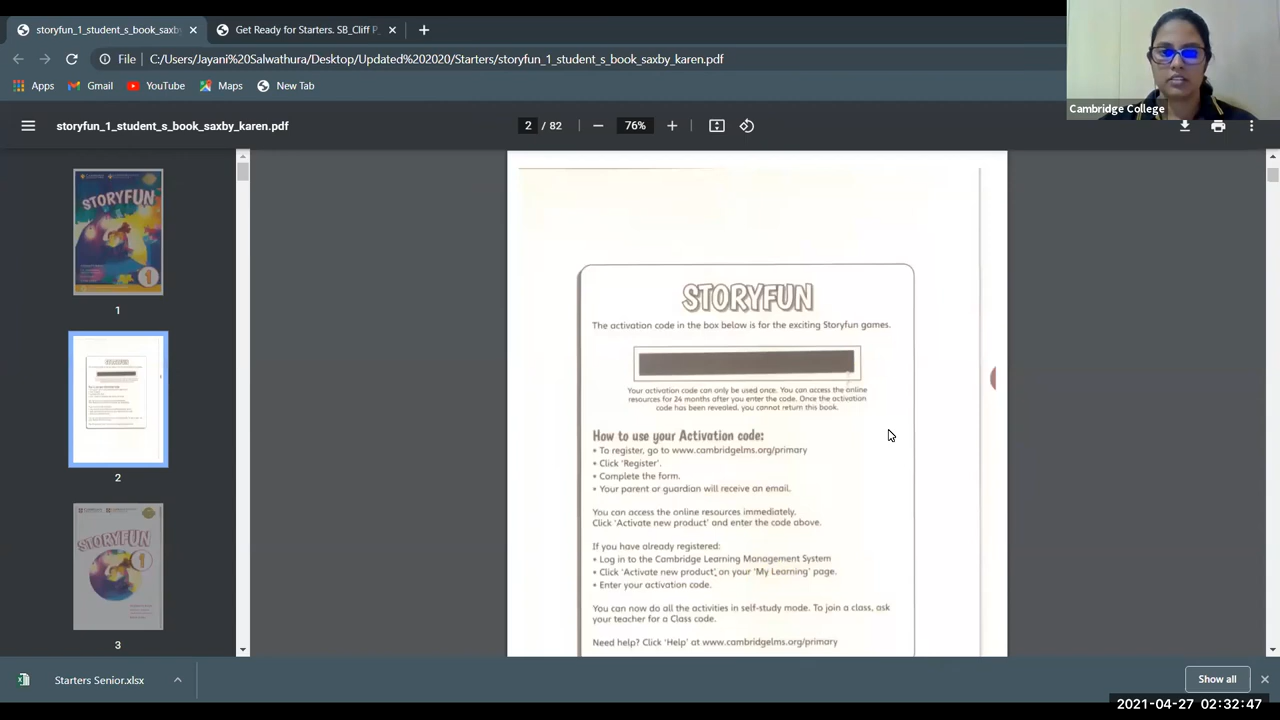 storyfun_1_student_s_book_saxby
Get Ready for Starters. SB_Cliff P
File C:/Users/Jayani%20Salwathura/Desktop/Updated%202020/Starters/storyfun_1_student_s_book_saxby_karen.pdf
Apps Gmail YouTube Maps New Tab
Cambridge College
storyfun_1_student_s_book_saxby_karen.pdf
2 / 82
76%
STORYFUN
1
1
2
STORYFUN
1
3
STORYFUN
The activation code in the box below is for the exciting Storyfun games.
Your activation code can only be used once. You can access the online
resources for 24 months after you enter the code. Once the activation
code has been revealed, you cannot return this book.
How to use your Activation code:
• To register, go to www.cambridgelms.org/primary
• Click 'Register'.
• Complete the form.
• Your parent or guardian will receive an email.
You can access the online resources immediately.
Click 'Activate new product' and enter the code above.
If you have already registered:
• Log in to the Cambridge Learning Management System
• Click 'Activate new product', on your 'My Learning' page.
• Enter your activation code.
You can now do all the activities in self-study mode. To join a class, ask
your teacher for a Class code.
Need help? Click 'Help' at www.cambridgelms.org/primary
Starters Senior.xlsx
Show all
2021-04-27 02:32:47